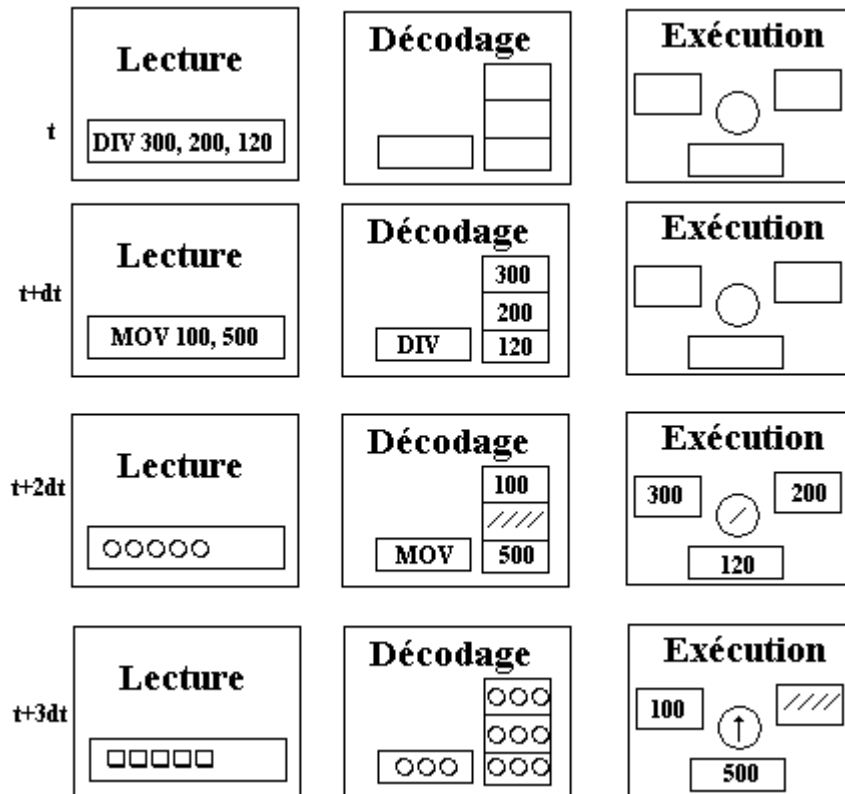 Lecture
Décodage
Exécution
t
DIV 300, 200, 120
Lecture
Décodage
Exécution
t+dt
MOV 100, 500
DIV
300
200
120
Lecture
Décodage
Exécution
t+2dt
MOV
100
////
500
300
/
200
120
Lecture
Décodage
Exécution
t+3dt
100
↑
////
500